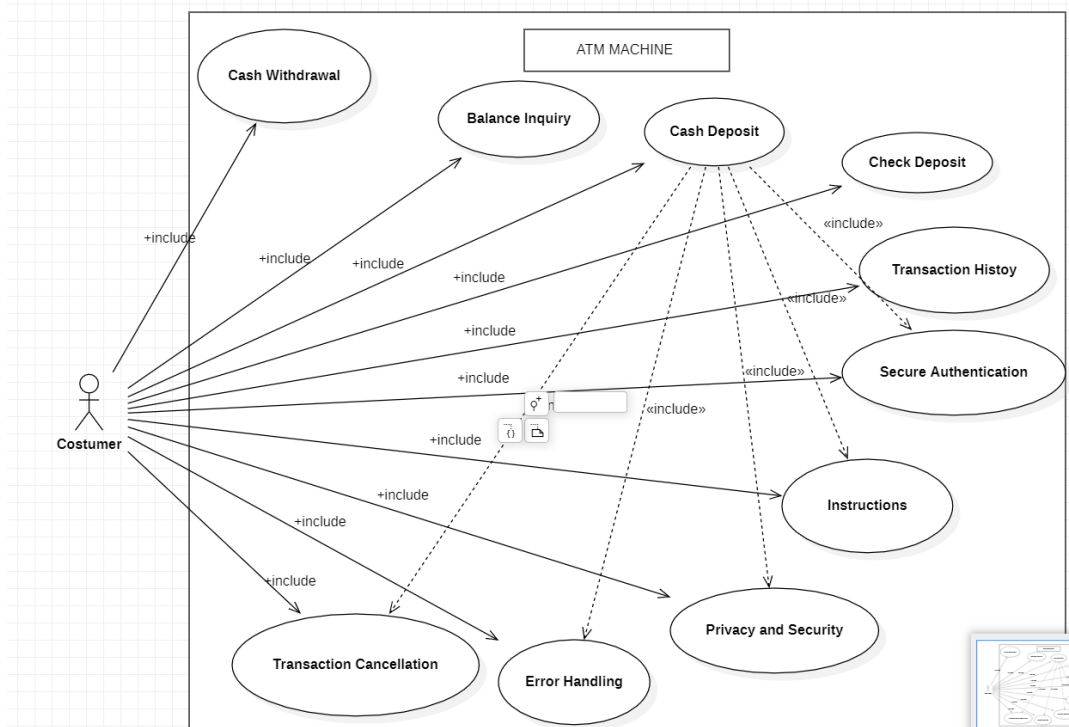 ATM MACHINE
Cash Withdrawal
Balance Inquiry
Cash Deposit
Check Deposit
«include»
+include
+include
+include
+include
Transaction Histoy
«include»
+include
Secure Authentication
«include»
+include
«include»
Costumer
+include
+include
Instructions
+include
+include
Privacy and Security
Transaction Cancellation
Error Handling